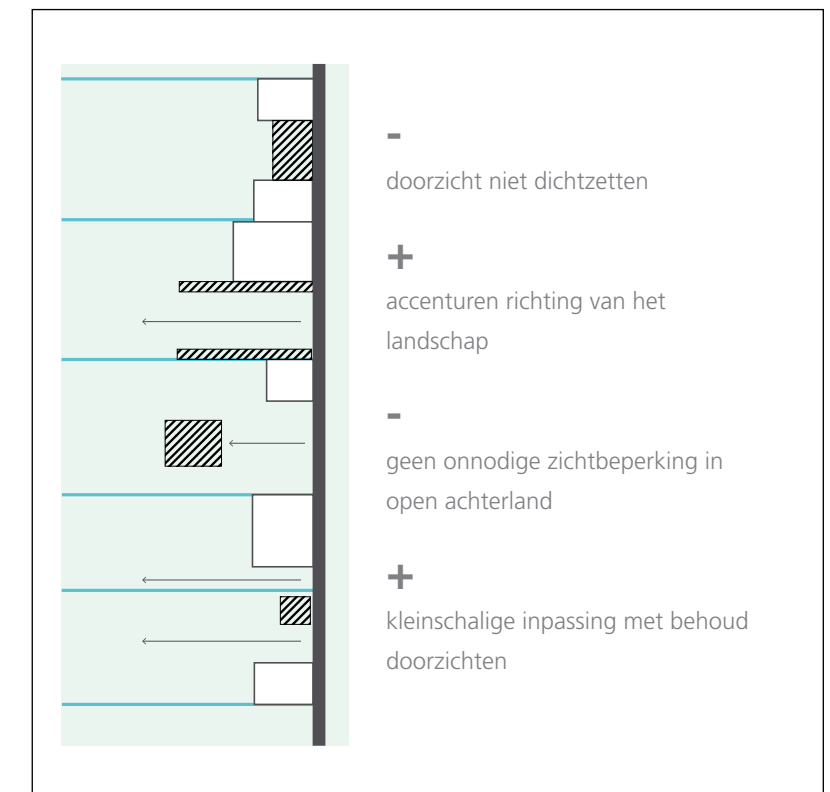 -
doorzicht niet dichtzetten
+
accenturen richting van het
landschap
-
geen onnodige zichtbeperking in
open achterland
+
kleinschalige inpassing met behoud
doorzichten